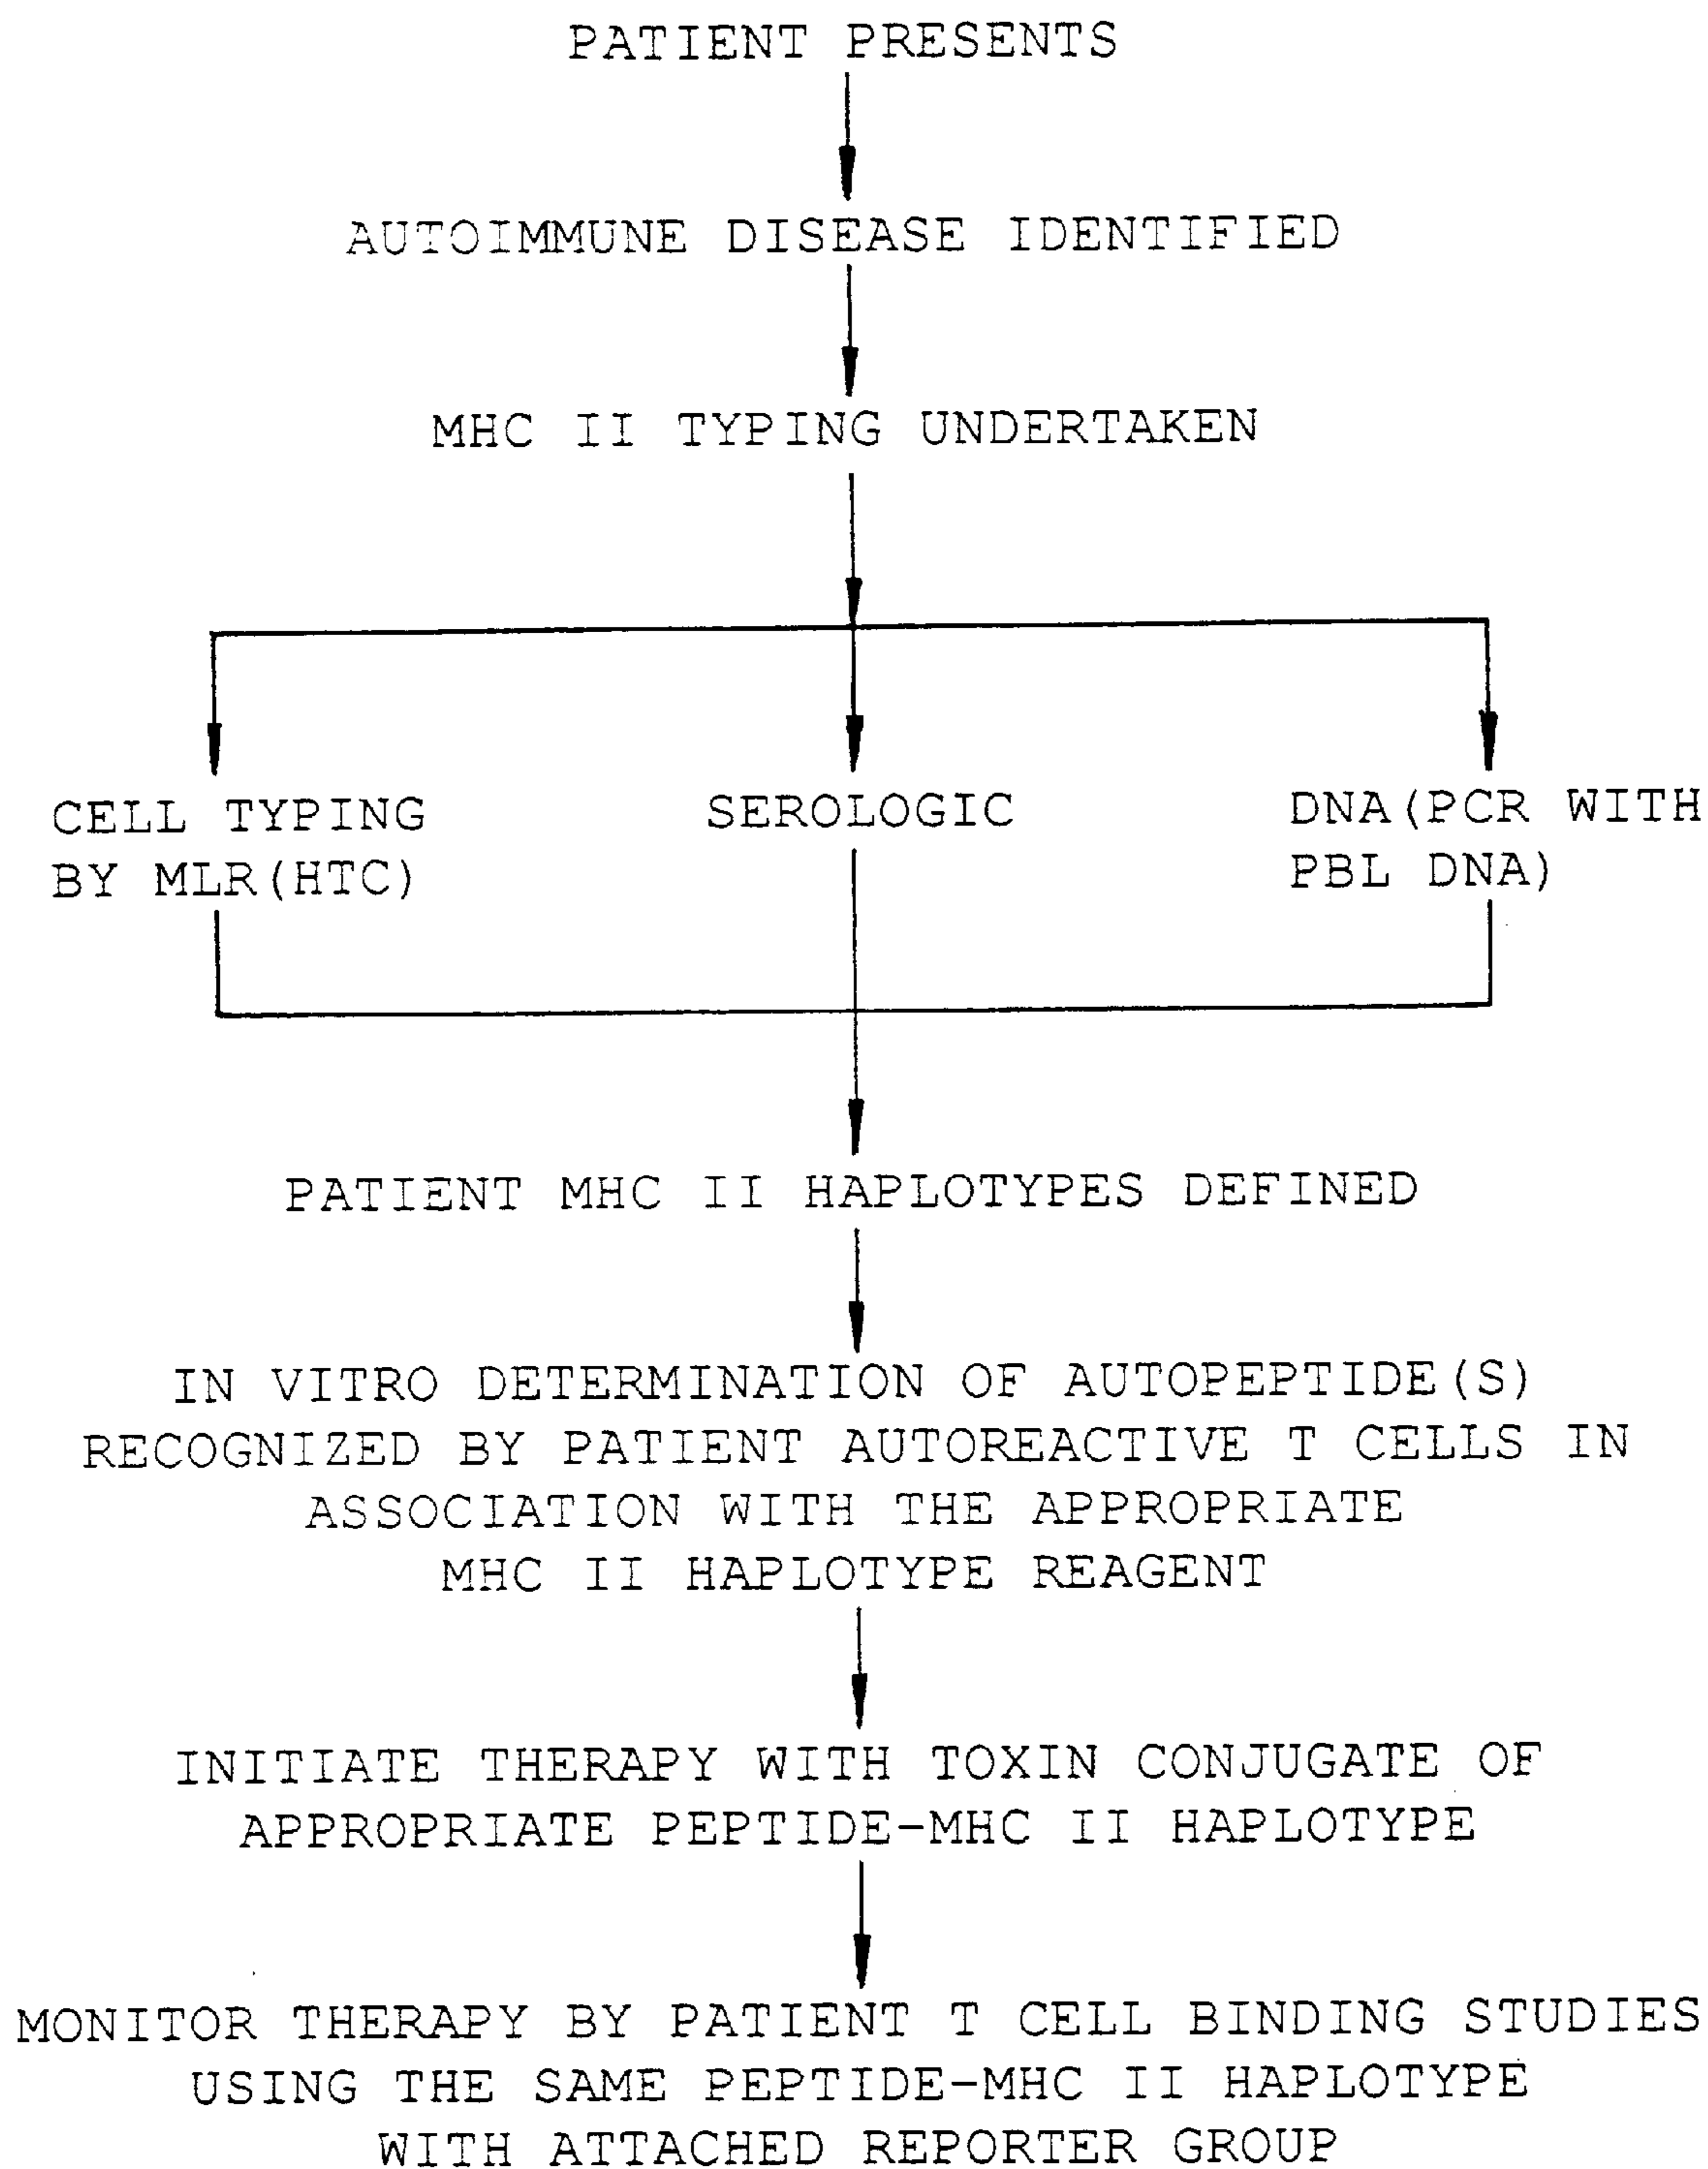 PATIENT PRESENTS
AUTOIMMUNE DISEASE IDENTIFIED
MHC II TYPING UNDERTAKEN
CELL TYPING
BY MLR(HTC)
SEROLOGIC
DNA(PCR WITH
PBL DNA)
PATIENT MHC II HAPLOTYPES DEFINED
IN VITRO DETERMINATION OF AUTOPEPTIDE(S)
RECOGNIZED BY PATIENT AUTOREACTIVE T CELLS IN
ASSOCIATION WITH THE APPROPRIATE
MHC II HAPLOTYPE REAGENT
INITIATE THERAPY WITH TOXIN CONJUGATE OF
APPROPRIATE PEPTIDE-MHC II HAPLOTYPE
MONITOR THERAPY BY PATIENT T CELL BINDING STUDIES
USING THE SAME PEPTIDE-MHC II HAPLOTYPE
WITH ATTACHED REPORTER GROUP